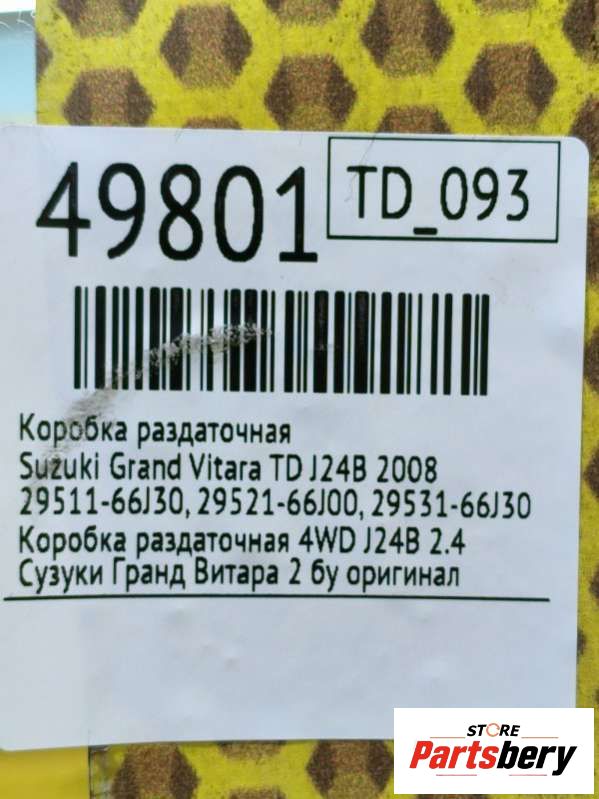 49801
TD_093
Коробка раздаточная
Suzuki Grand Vitara TD J24B 2008
29511-66J30, 29521-66J00, 29531-66J30
Коробка раздаточная 4WD J24B 2.4
Сузуки Гранд Витара 2 бу оригинал
STORE
Partsbery